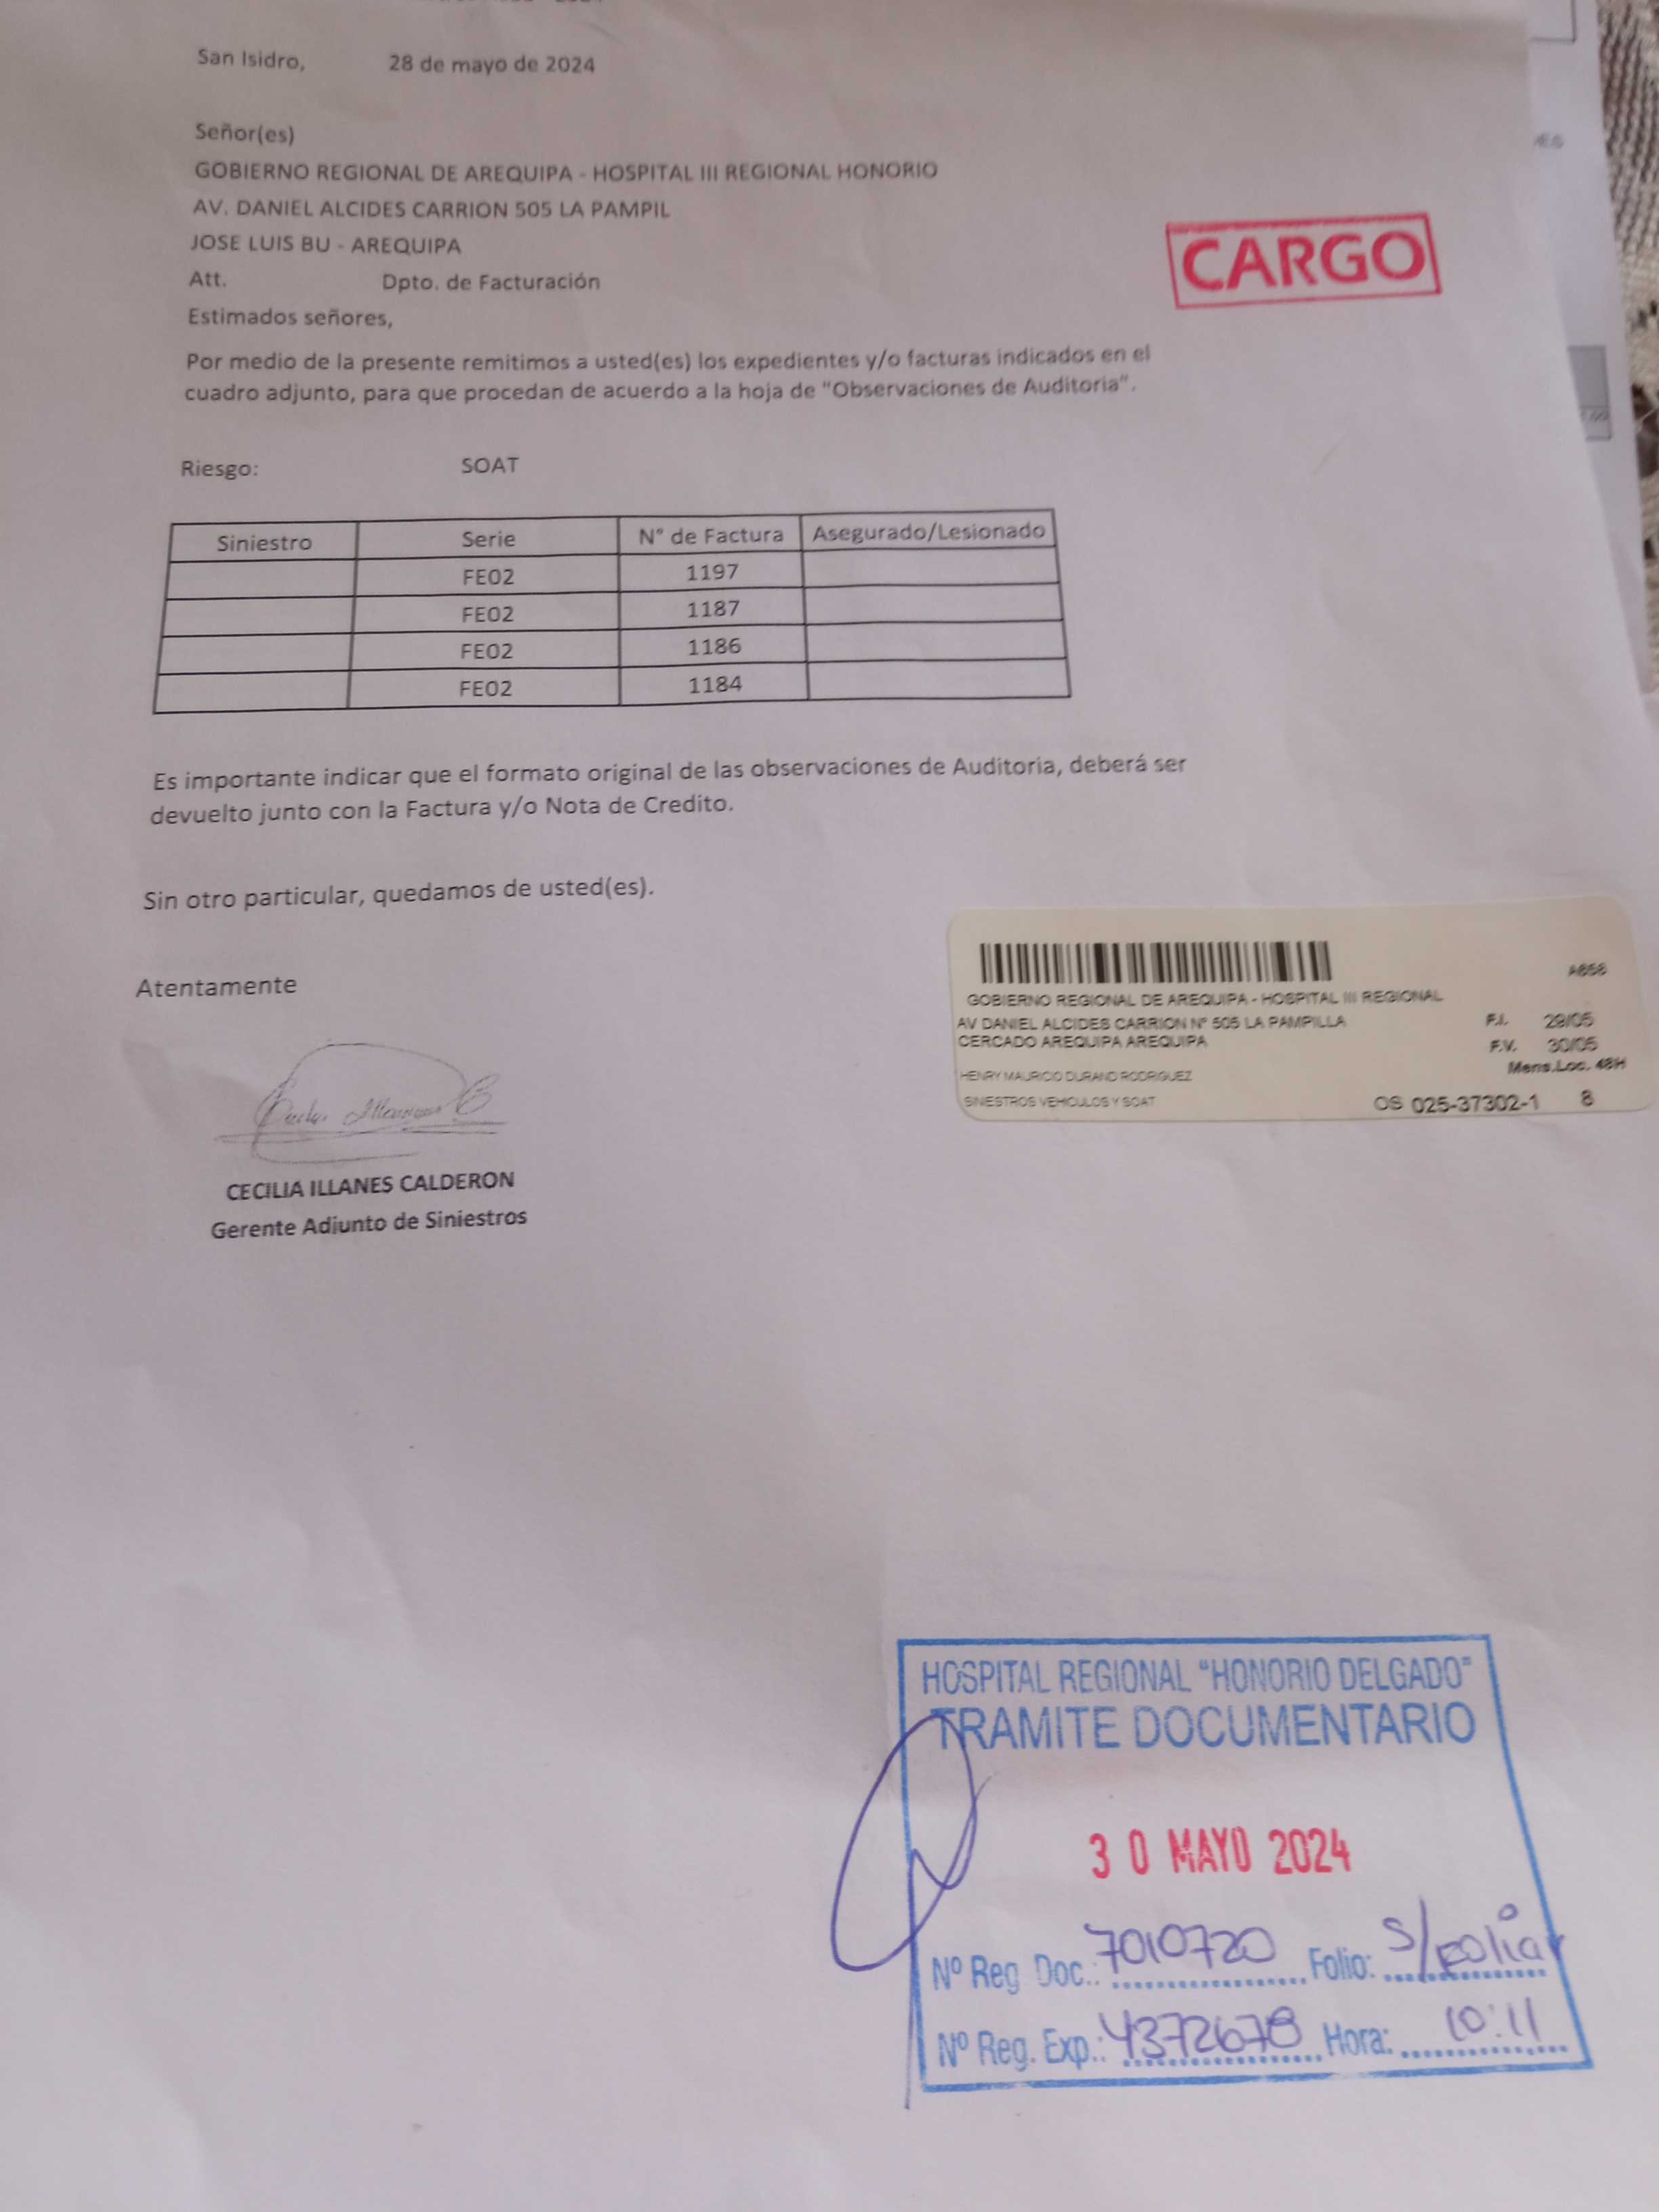 San Isidro, 28 de mayo de 2024
Señor(es)
GOBIERNO REGIONAL DE AREQUIPA - HOSPITAL III REGIONAL HONORIO
AV. DANIEL ALCIDES CARRION 505 LA PAMPIL
JOSE LUIS BU - AREQUIPA
Att. Dpto. de Facturación
CARGO
Estimados señores,
Por medio de la presente remitimos a usted(es) los expedientes y/o facturas indicados en el
cuadro adjunto, para que procedan de acuerdo a la hoja de "Observaciones de Auditoria".
Riesgo: SOAT
Siniestro Serie N° de Factura Asegurado/Lesionado
FE02 1197
FE02 1187
FE02 1186
FE02 1184
Es importante indicar que el formato original de las observaciones de Auditoria, deberá ser
devuelto junto con la Factura y/o Nota de Credito.
Sin otro particular, quedamos de usted(es).
Atentamente
CECILIA ILLANES CALDERON
Gerente Adjunto de Siniestros
A658
GOBIERNO REGIONAL DE AREQUIPA - HOSPITAL III REGIONAL
AV DANIEL ALCIDES CARRION N° 505 LA PAMPILLA F.I. 29/05
CERCADO AREQUIPA AREQUIPA F.V. 30/05
Mens.Loc. 48H
HENRY MAURICIO DURAND RODRIGUEZ
SINESTROS VEHICULOS Y SOAT OS 025-37302-1 8
HOSPITAL REGIONAL "HONORIO DELGADO"
TRAMITE DOCUMENTARIO
30 MAYO 2024
Nº Reg Doc.: 7010720 Folio: S/Foliar
Nº Reg. Exp.: 4372678 Hora: 10:11